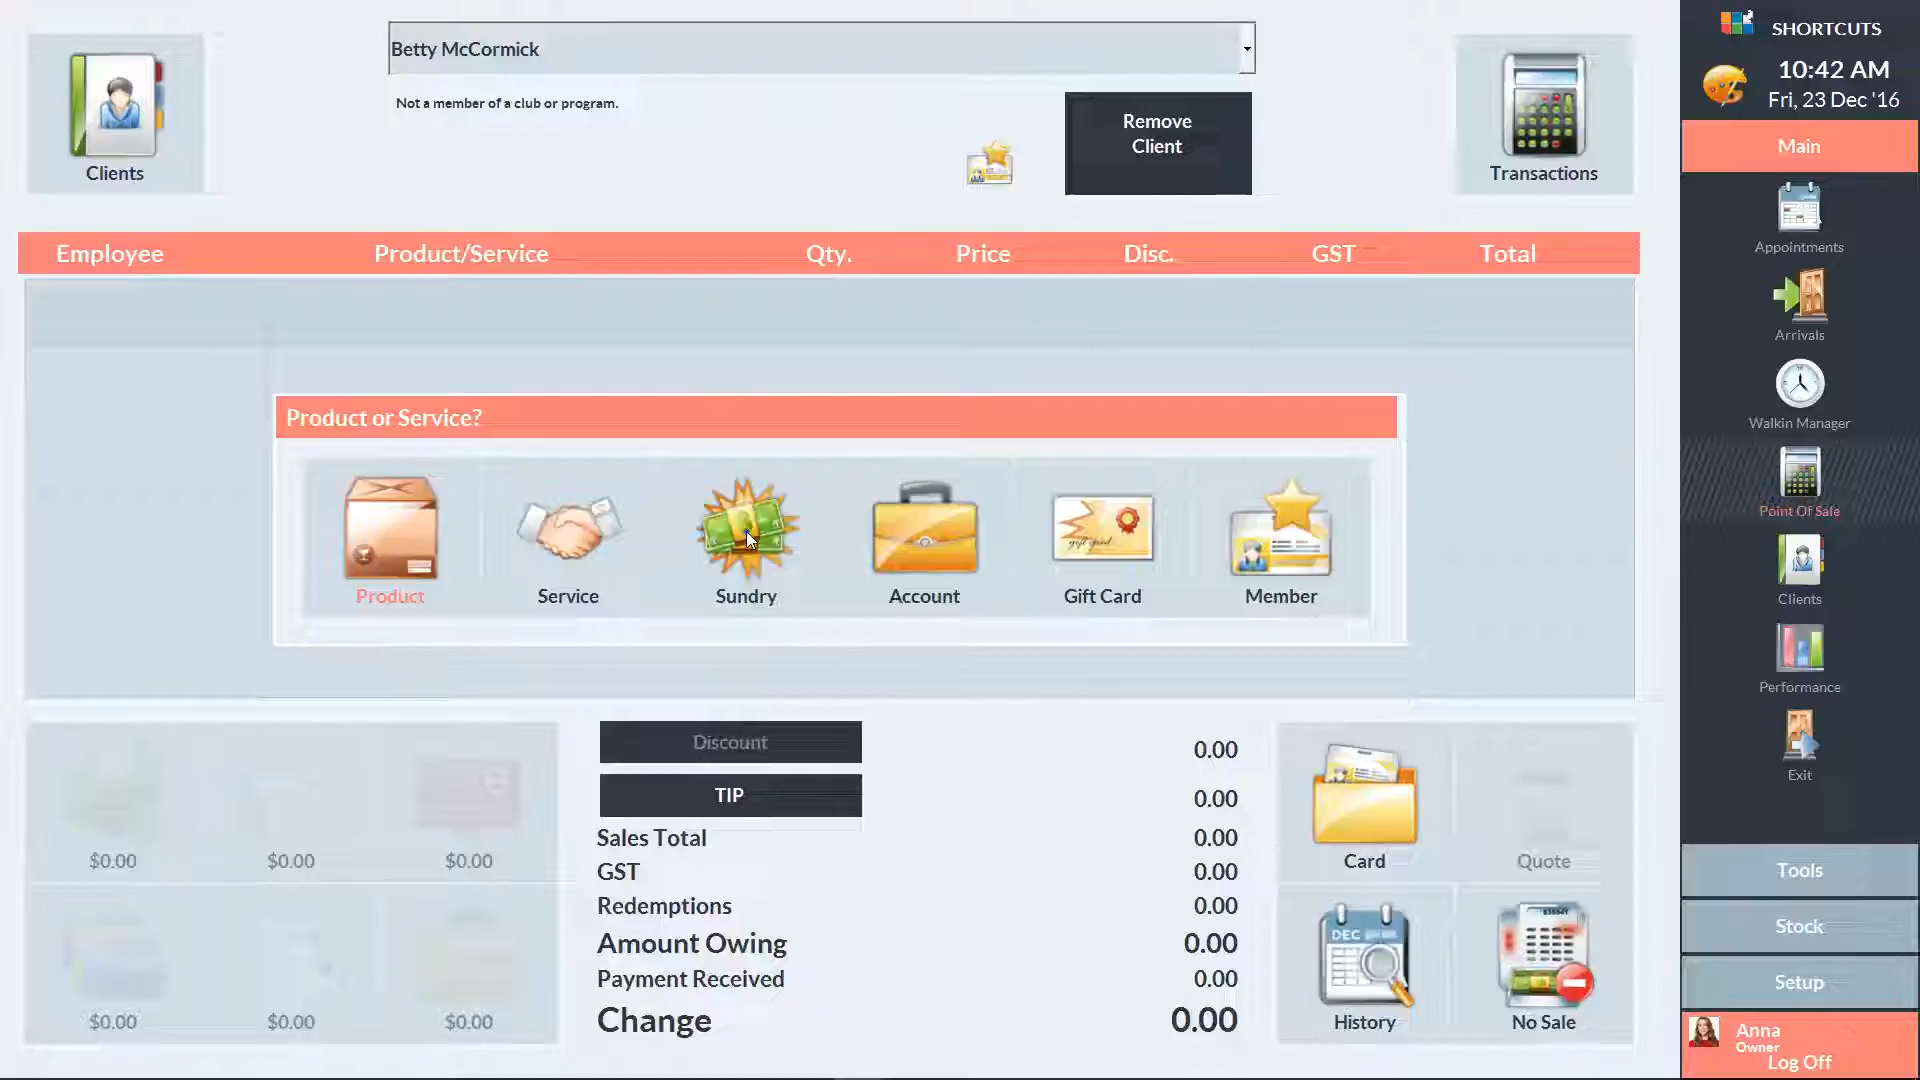 Betty McCormick
Not a member of a club or program.
Remove
Client
Clients
Transactions
Employee Product/Service Qty. Price Disc. GST Total
Product or Service?
Product Service Sundry Account Gift Card Member
Discount 0.00
TIP 0.00
Sales Total 0.00
GST 0.00
Redemptions 0.00
Amount Owing 0.00
Payment Received 0.00
Change 0.00
$0.00 $0.00 $0.00
$0.00 $0.00 $0.00
Card Quote
DEC
History No Sale
SHORTCUTS
10:42 AM
Fri, 23 Dec '16
Main
Appointments
Arrivals
Walkin Manager
Point Of Sale
Clients
Performance
Exit
Tools
Stock
Setup
Anna
Owner
Log Off